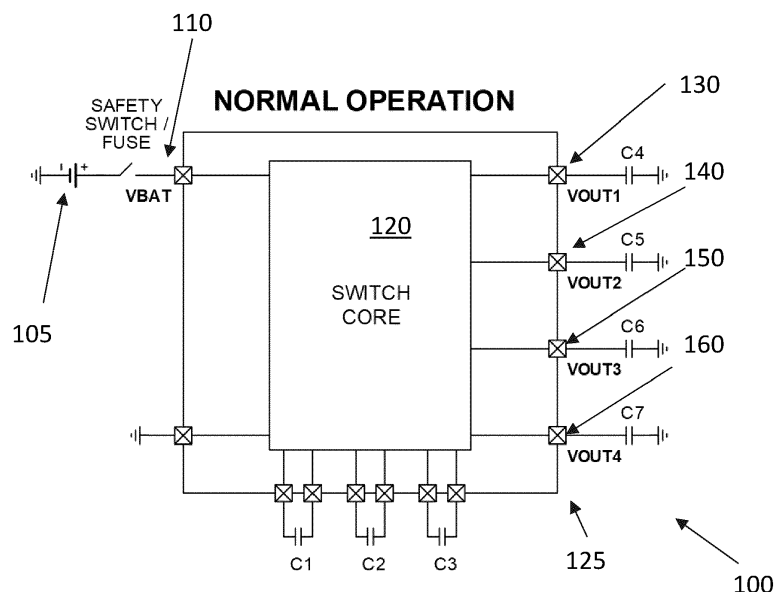 110
SAFETY
SWITCH /
FUSE
NORMAL OPERATION
130
C4
140
VBAT
VOUT1
120
C5
150
VOUT2
SWITCH
CORE
105
C6
160
VOUT3
C7
VOUT4
125
C1
C2
C3
100